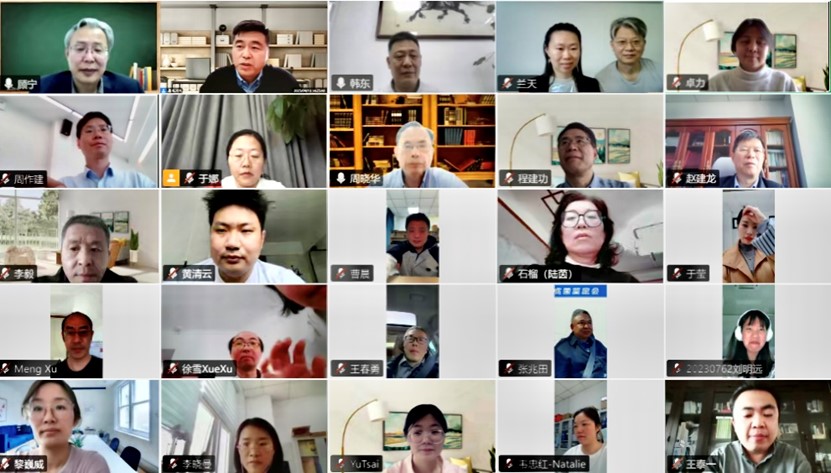 顾宁
韩东
兰天
卓力
周作建
于娜
周晓华
程建功
赵建龙
李毅
黄清云
曹晨
石榴（陆茵）
于莹
Meng Xu
徐雪XueXu
王春勇
张兆田
20230762刘明远
黎巍威
李晓曼
YuTsai
韦忠红-Natalie
王泰一